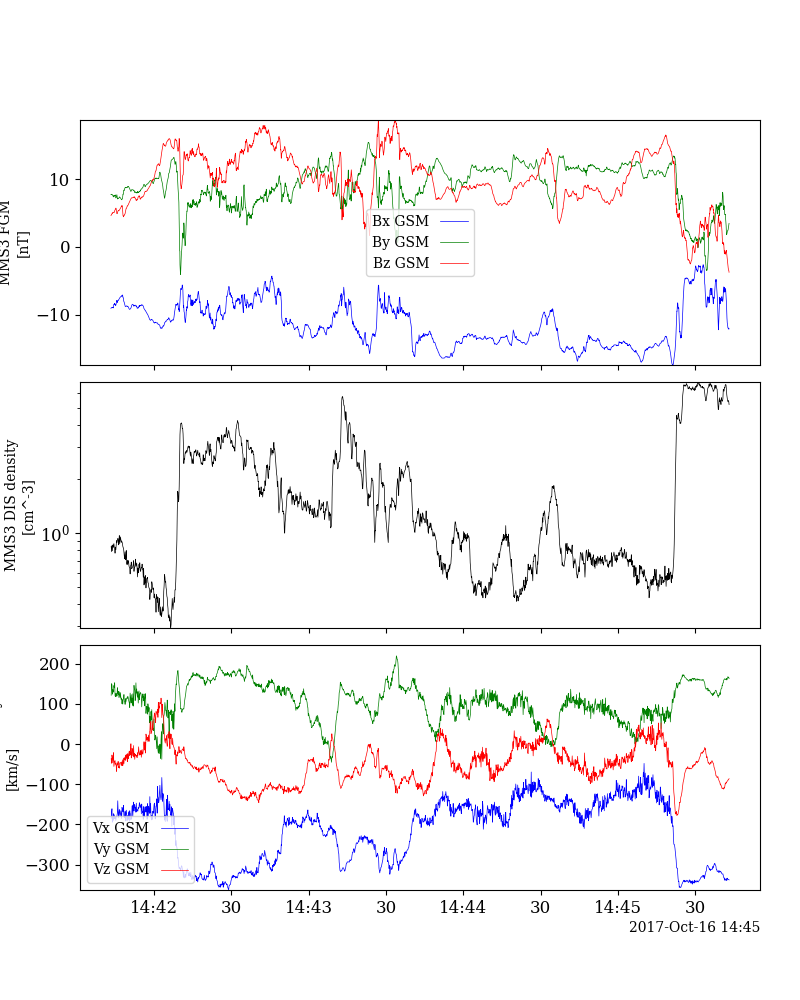 MMS3 FGM
[nT]
10
0
−10
Bx GSM
By GSM
Bz GSM
MMS3 DIS density
[cm^-3]
10^0
[km/s]
200
100
0
−100
−200
−300
Vx GSM
Vy GSM
Vz GSM
14:42 30 14:43 30 14:44 30 14:45 30
2017-Oct-16 14:45